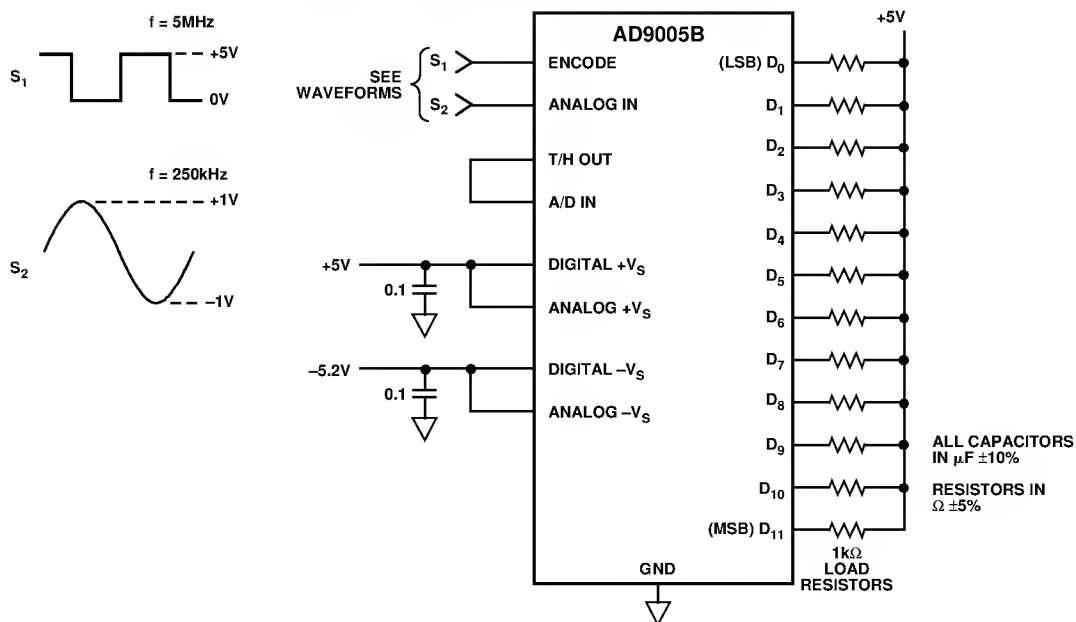 f = 5MHz
S1
+5V
0V
f = 250kHz
+1V
S2
–1V
SEE
WAVEFORMS
S1
S2
AD9005B
ENCODE
ANALOG IN
T/H OUT
A/D IN
+5V
DIGITAL +VS
0.1
ANALOG +VS
–5.2V
DIGITAL –VS
0.1
ANALOG –VS
GND
+5V
(LSB) D0
D1
D2
D3
D4
D5
D6
D7
D8
D9
D10
(MSB) D11
1kΩ
LOAD
RESISTORS
ALL CAPACITORS
IN µF ±10%
RESISTORS IN
Ω ±5%